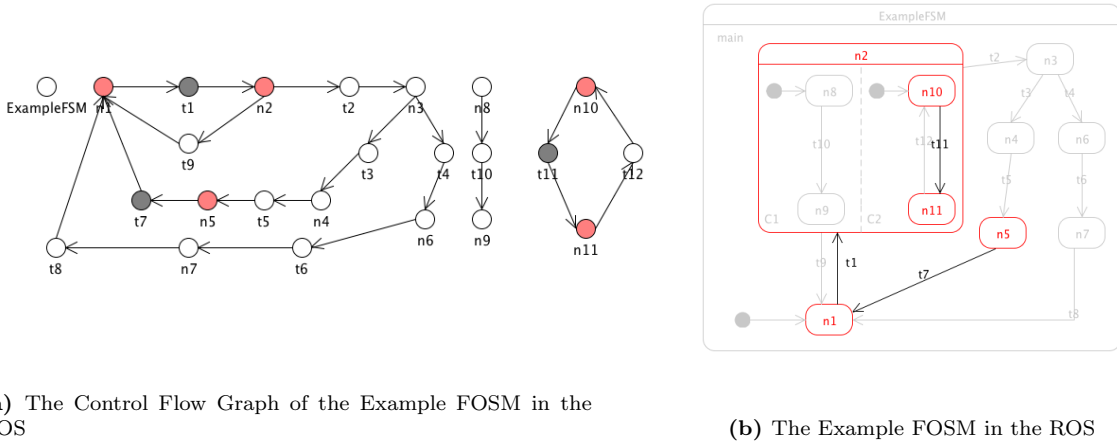 ExampleFSM
n1
t1
n2
t2
n3
n8
n10
t9
t3
t4
t10
t11
t12
t7
n5
t5
n4
n6
n9
n11
t8
n7
t6
ExampleFSM
main
n2
t2
n3
n8
n10
t3
t4
t10
t12
t11
n4
n6
t5
t6
n9
n11
C1
C2
n5
n7
t9
t1
t7
t8
n1
) The Control Flow Graph of the Example FOSM in the
OS
(b) The Example FOSM in the ROS